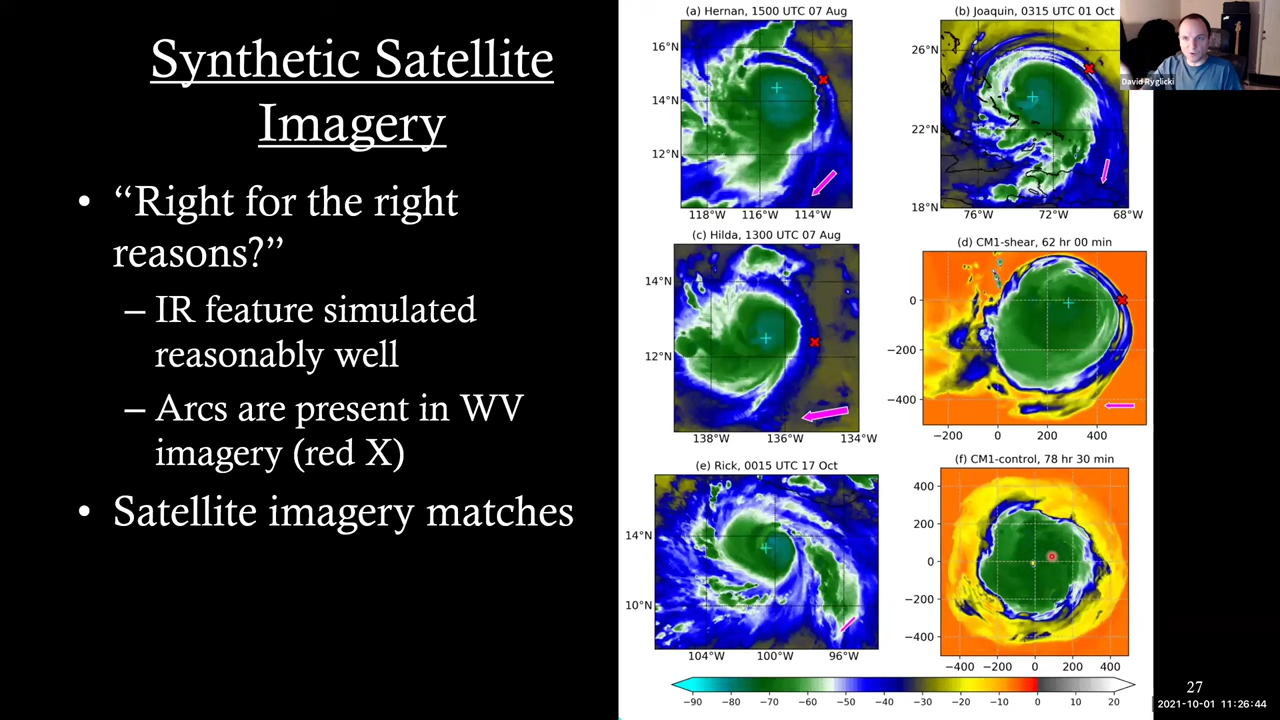 Synthetic Satellite
Imagery
• “Right for the right
reasons?”
– IR feature simulated
reasonably well
– Arcs are present in WV
imagery (red X)
• Satellite imagery matches
(a) Hernan, 1500 UTC 07 Aug
16°N
14°N
12°N
118°W 116°W 114°W
(b) Joaquin, 0315 UTC 01 Oct
26°N
22°N
18°N
76°W 72°W 68°W
(c) Hilda, 1300 UTC 07 Aug
14°N
12°N
138°W 136°W 134°W
(d) CM1-shear, 62 hr 00 min
0
−200
−400
−200 0 200 400
(e) Rick, 0015 UTC 17 Oct
14°N
10°N
104°W 100°W 96°W
(f) CM1-control, 78 hr 30 min
400
200
0
−200
−400
−400 −200 0 200 400
−90 −80 −70 −60 −50 −40 −30 −20 −10 0 10 20
David Ryglicki
27
2021-10-01 11:26:44